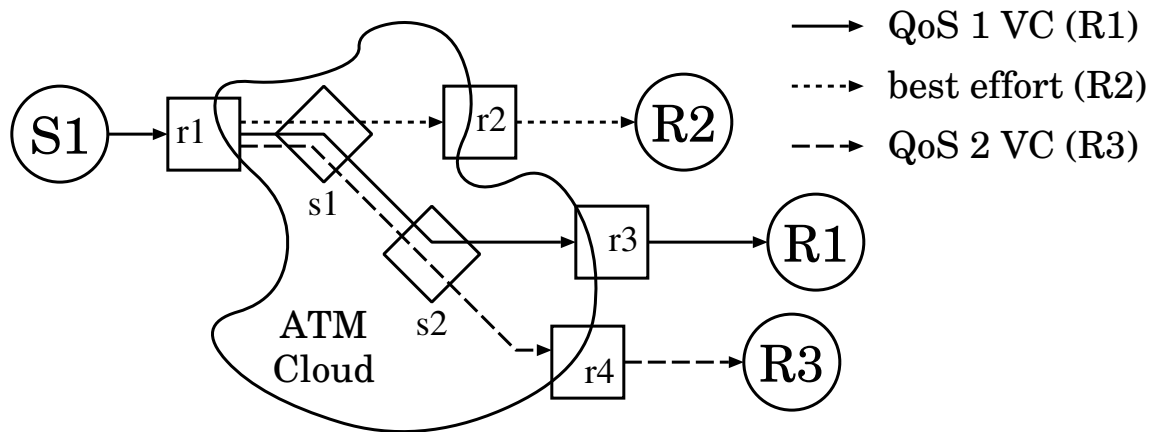 QoS 1 VC (R1)
best effort (R2)
QoS 2 VC (R3)
S1
r1
r2
R2
s1
r3
R1
s2
ATM
Cloud
r4
R3